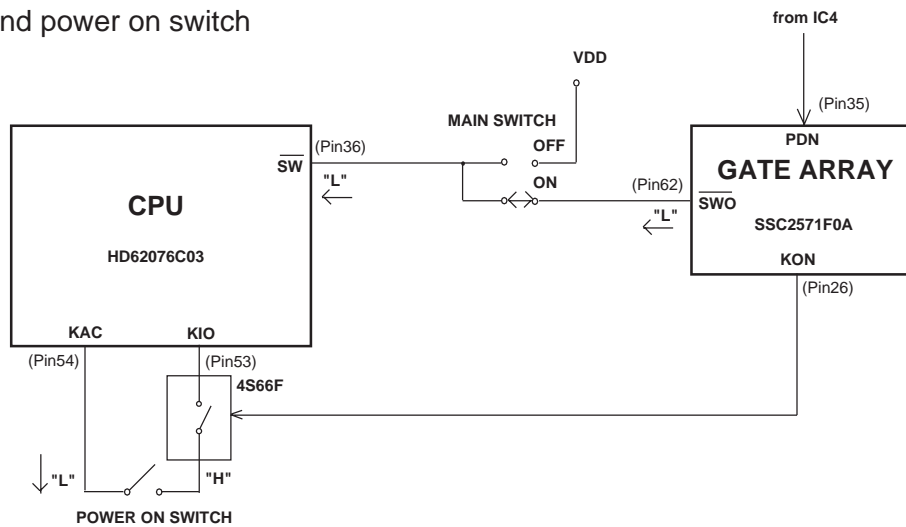 nd power on switch
from IC4
VDD
(Pin35)
MAIN SWITCH
OFF
PDN
(Pin36)
SW
GATE ARRAY
ON
(Pin62)
"L"
SWO
CPU
"L"
SSC2571F0A
HD62076C03
KON
(Pin26)
KAC
KIO
(Pin54)
(Pin53)
4S66F
"L"
"H"
POWER ON SWITCH